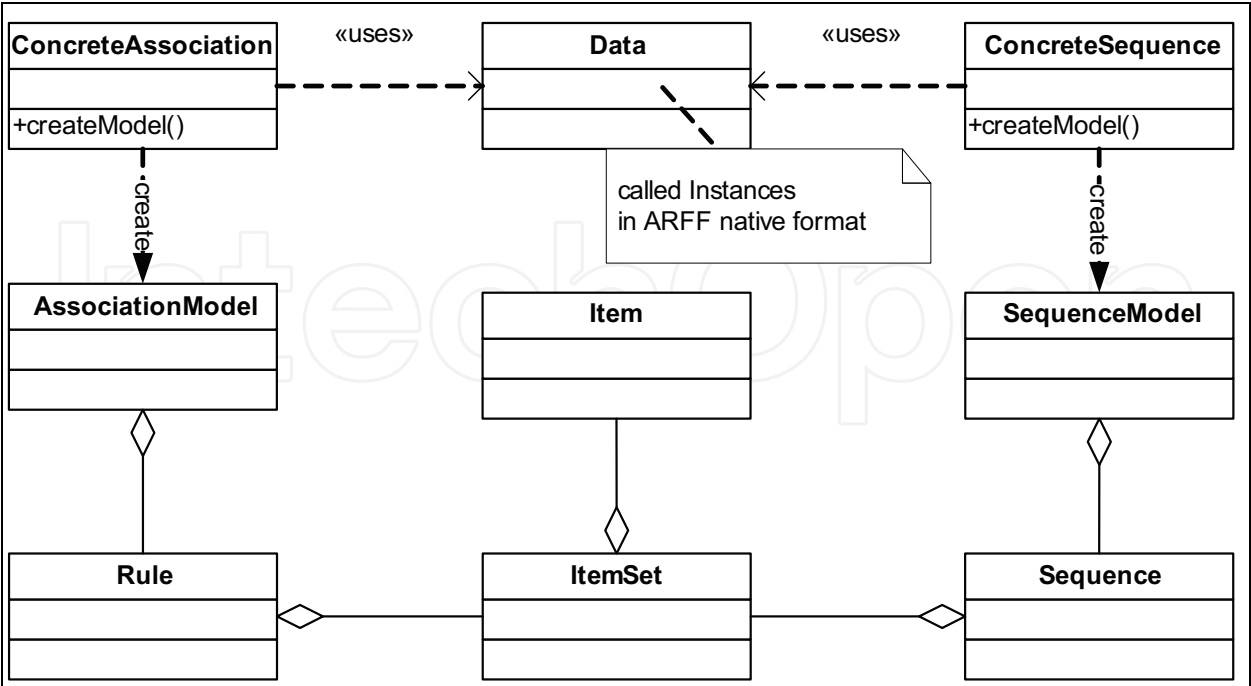 ConcreteAssociation
«uses»
Data
«uses»
ConcreteSequence
+createModel()
+createModel()
called Instances
in ARFF native format
create
create
IntechOpen
AssociationModel
Item
SequenceModel
Rule
ItemSet
Sequence